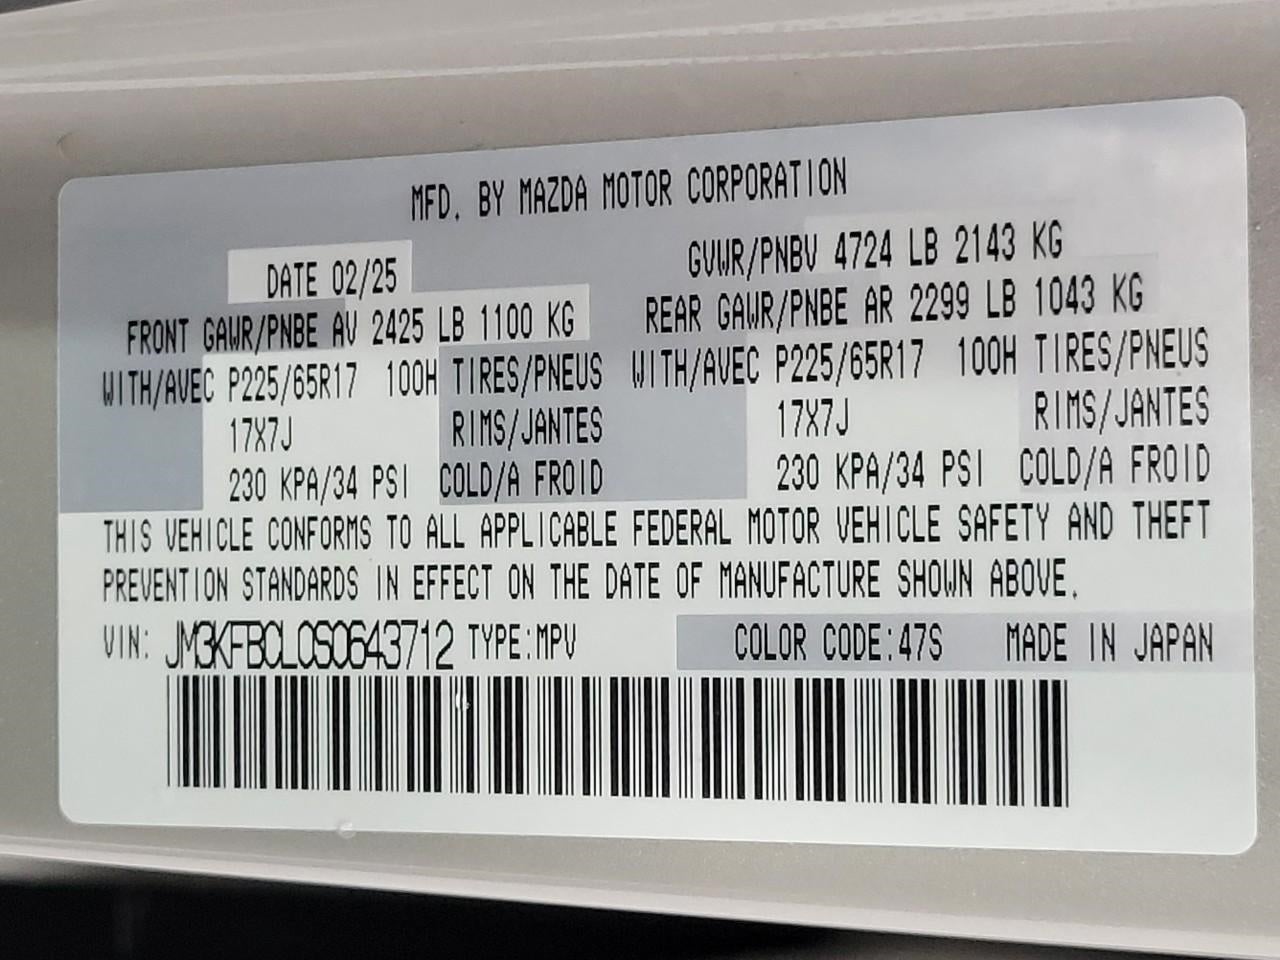 MFD. BY MAZDA MOTOR CORPORATION
DATE 02/25 GVWR/PNBV 4724 LB 2143 KG
FRONT GAWR/PNBE AV 2425 LB 1100 KG REAR GAWR/PNBE AR 2299 LB 1043 KG
WITH/AVEC P225/65R17 100H TIRES/PNEUS WITH/AVEC P225/65R17 100H TIRES/PNEUS
17X7J RIMS/JANTES 17X7J RIMS/JANTES
230 KPA/34 PSI COLD/A FROID 230 KPA/34 PSI COLD/A FROID
THIS VEHICLE CONFORMS TO ALL APPLICABLE FEDERAL MOTOR VEHICLE SAFETY AND THEFT
PREVENTION STANDARDS IN EFFECT ON THE DATE OF MANUFACTURE SHOWN ABOVE.
VIN: JM3KFBCL0S0643712 TYPE:MPV COLOR CODE:47S MADE IN JAPAN